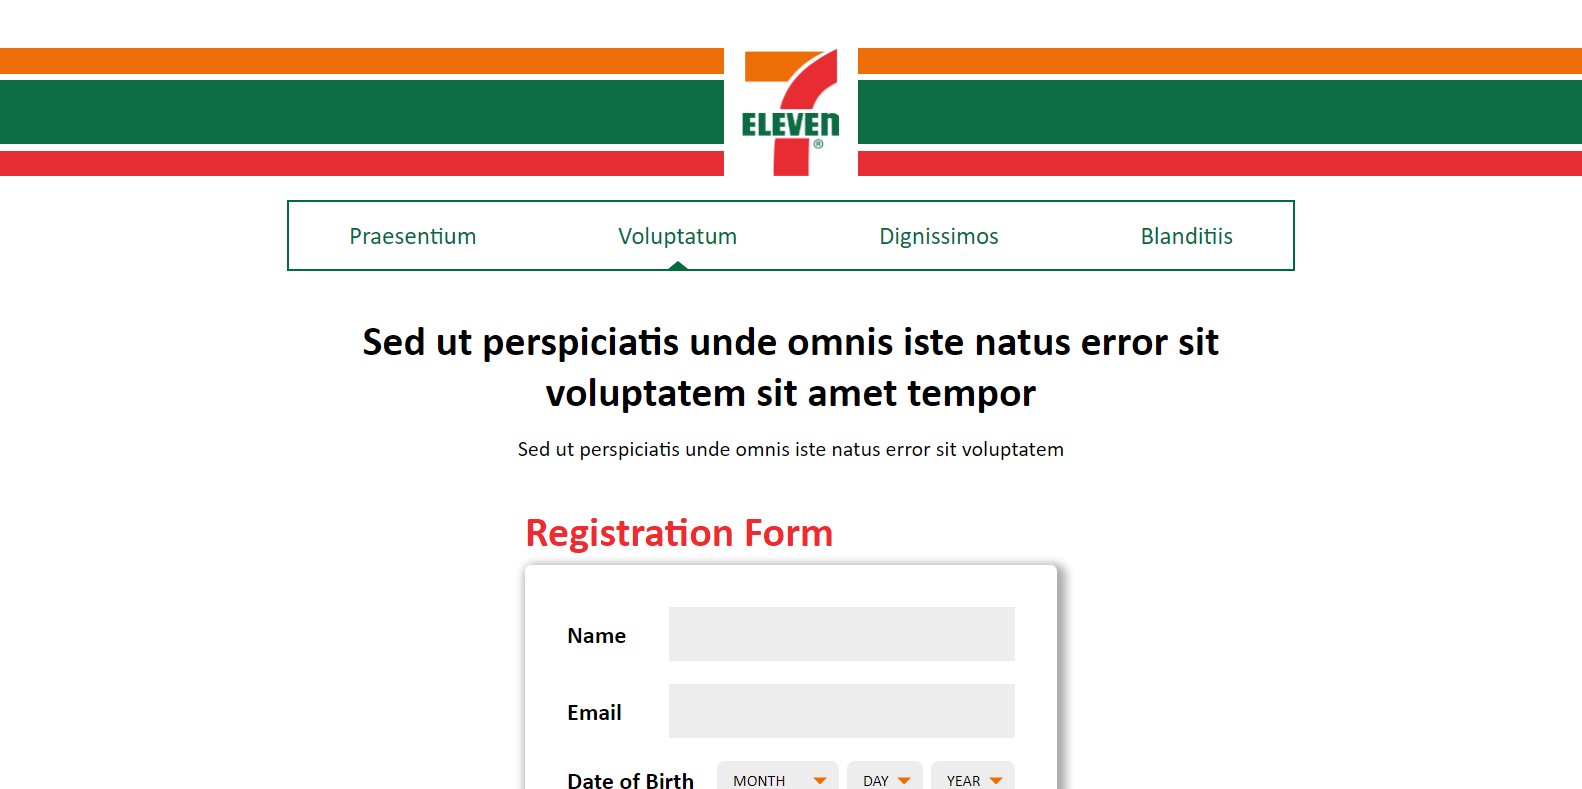 7
ELEVEn
®
Praesentium Voluptatum Dignissimos Blanditiis
Sed ut perspiciatis unde omnis iste natus error sit
voluptatem sit amet tempor
Sed ut perspiciatis unde omnis iste natus error sit voluptatem
Registration Form
Name
Email
Date of Birth MONTH DAY YEAR